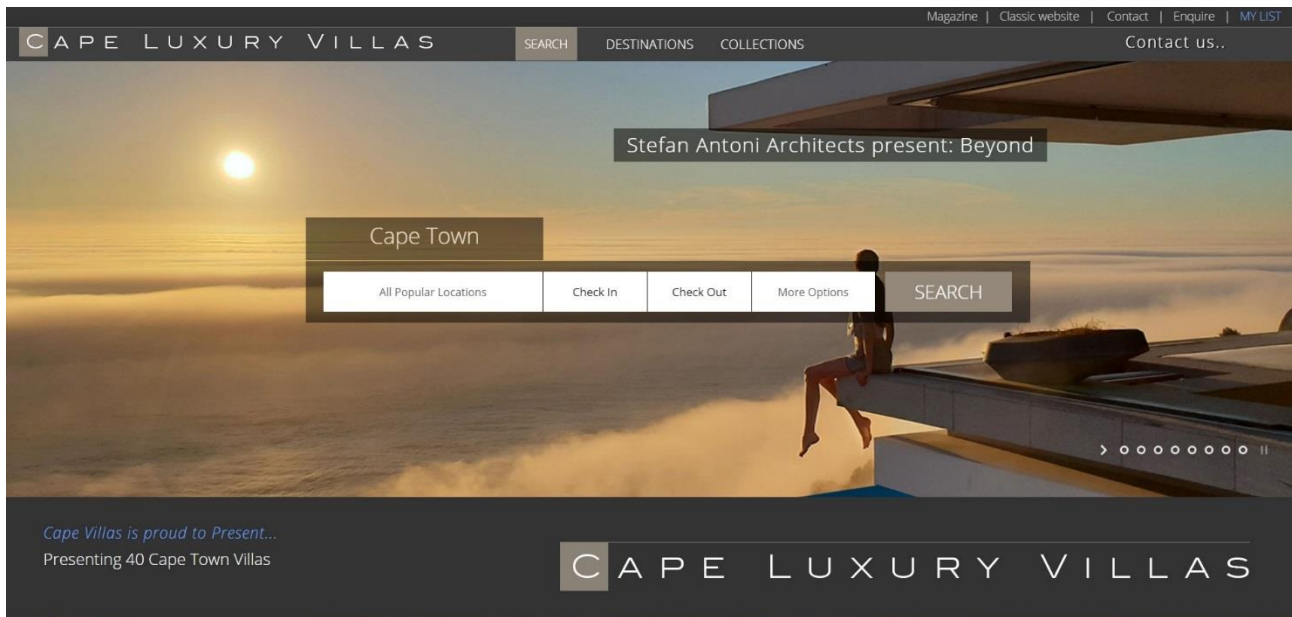 Magazine | Classic website | Contact | Enquire | MY LIST
CAPE LUXURY VILLAS SEARCH DESTINATIONS COLLECTIONS Contact us..
Stefan Antoni Architects present: Beyond
Cape Town
All Popular Locations Check In Check Out More Options SEARCH
Cape Villas is proud to Present...
Presenting 40 Cape Town Villas
CAPE LUXURY VILLAS